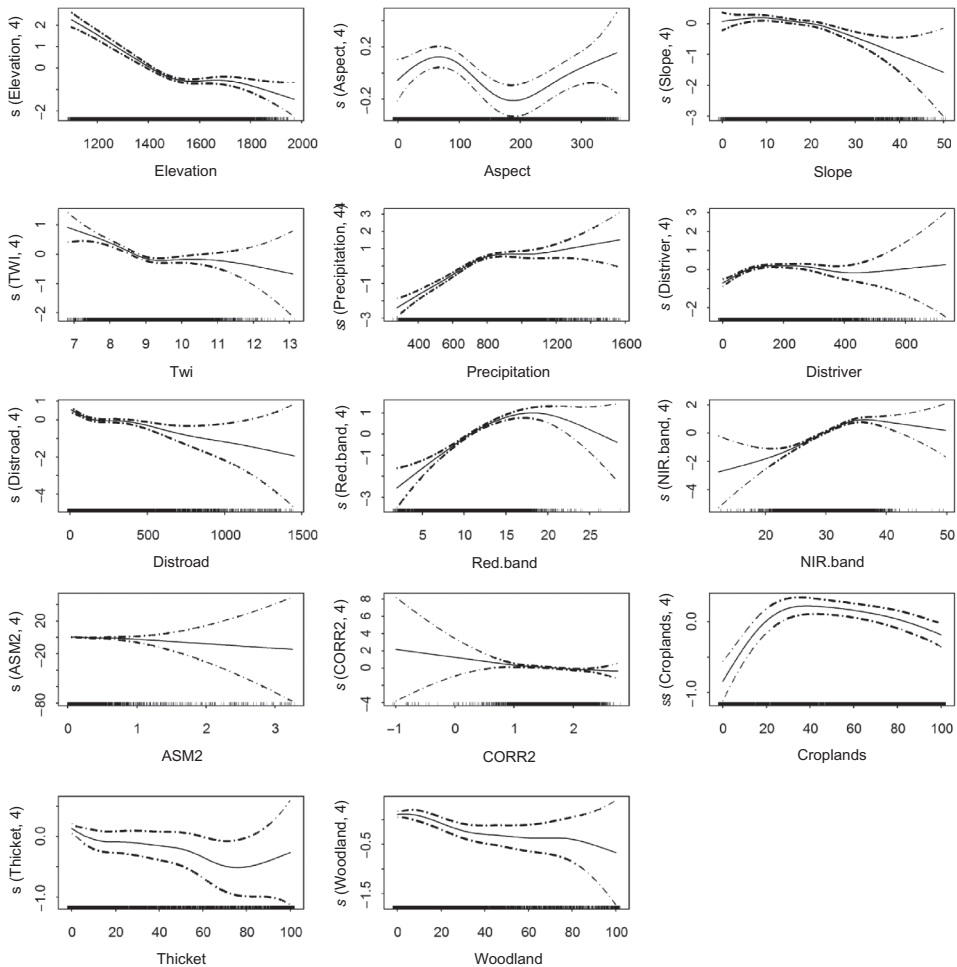 s (Elevation, 4)
2
1
0
−2
1200 1400 1600 1800 2000
Elevation
s (Aspect, 4)
0.2
−0.2
0 100 200 300
Aspect
s (Slope, 4)
0
−1
−2
−3
0 10 20 30 40 50
Slope
s (TWI, 4)
1
0
−2
7 8 9 10 11 12 13
Twi
ss (Precipitation, 4)
3
1
−1
−3
400 600 800 1000 1200 1400 1600
Precipitation
s (Distriver, 4)
3
2
1
0
−2
0 200 400 600
Distriver
s (Distroad, 4)
1
0
−2
−4
0 500 1000 1500
Distroad
s (Red.band, 4)
1
0
−1
−3
5 10 15 20 25
Red.band
s (NIR.band, 4)
2
0
−2
−4
20 30 40 50
NIR.band
s (ASM2, 4)
20
−20
−80
0 1 2 3
ASM2
s (CORR2, 4)
8
6
4
2
0
−4
−1 0 1 2
CORR2
ss (Croplands, 4)
0.0
−1.0
0 20 40 60 80 100
Croplands
s (Thicket, 4)
0.0
−1.0
0 20 40 60 80 100
Thicket
s (Woodland, 4)
−0.5
−1.5
0 20 40 60 80 100
Woodland